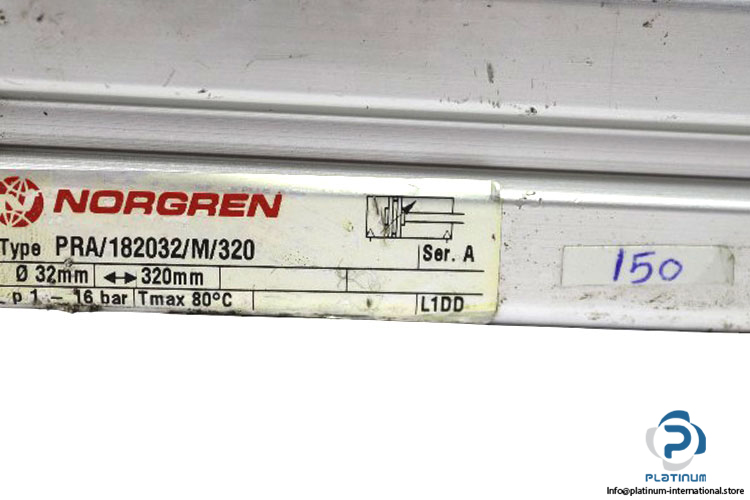 NORGREN
Type PRA/182032/M/320 Ser. A
Ø 32mm ↔ 320mm
p 1 - 16 bar Tmax 80°C L1DD
150
PLATINUM
Info@platinum-international.store